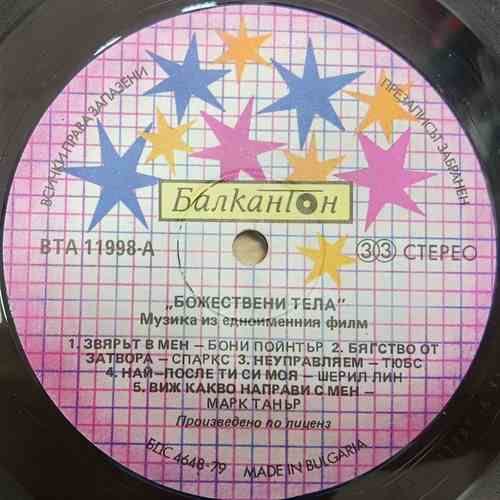 ВСИЧКИ ПРАВА ЗАПАЗЕНИ
ПРЕЗАПИСЪТ ЗАБРАНЕН
Балкантон
ВТА 11998-А
33 СТЕРЕО
„БОЖЕСТВЕНИ ТЕЛА"
Музика из едноименния филм
1. ЗВЯРЪТ В МЕН – БОНИ ПОЙНТЪР 2. БЯГСТВО ОТ
ЗАТВОРА – СПАРКС 3. НЕУПРАВЛЯЕМ – ТЮБС
4. НАЙ-ПОСЛЕ ТИ СИ МОЯ – ШЕРИЛ ЛИН
5. ВИЖ КАКВО НАПРАВИ С МЕН –
МАРК ТАНЪР
Произведено по лиценз
БДС 4648-79 MADE IN BULGARIA